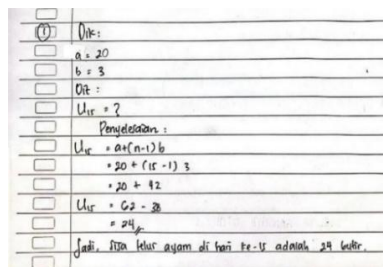 ① Dik:
a = 20
b = 3
Dit :
U15 = ?
Penyelesaian :
U15 = a+(n-1) b
= 20 + (15 -1) 3
= 20 + 42
U15 = 62 - 38
= 24
Jadi, sisa telur ayam di hari ke-15 adalah 24 butir.